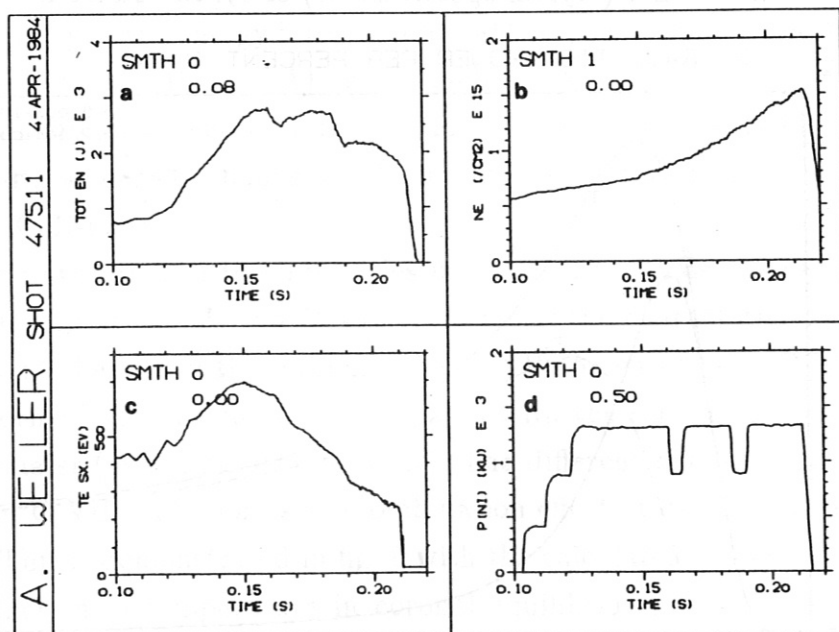 A. WELLER SHOT 47511 4-APR-1984
SMTH 0
0.08
a
TOT EN (J) E 3
4
2
0
0.10 0.15 0.20
TIME (S)
SMTH 1
0.00
b
NE (/CM2) E 15
2
1
0
0.10 0.15 0.20
TIME (S)
SMTH 0
0.00
c
TE SX. (EV)
500
0
0.10 0.15 0.20
TIME (S)
SMTH 0
0.50
d
P(NI) (KW) E 3
2
1
0
0.10 0.15 0.20
TIME (S)